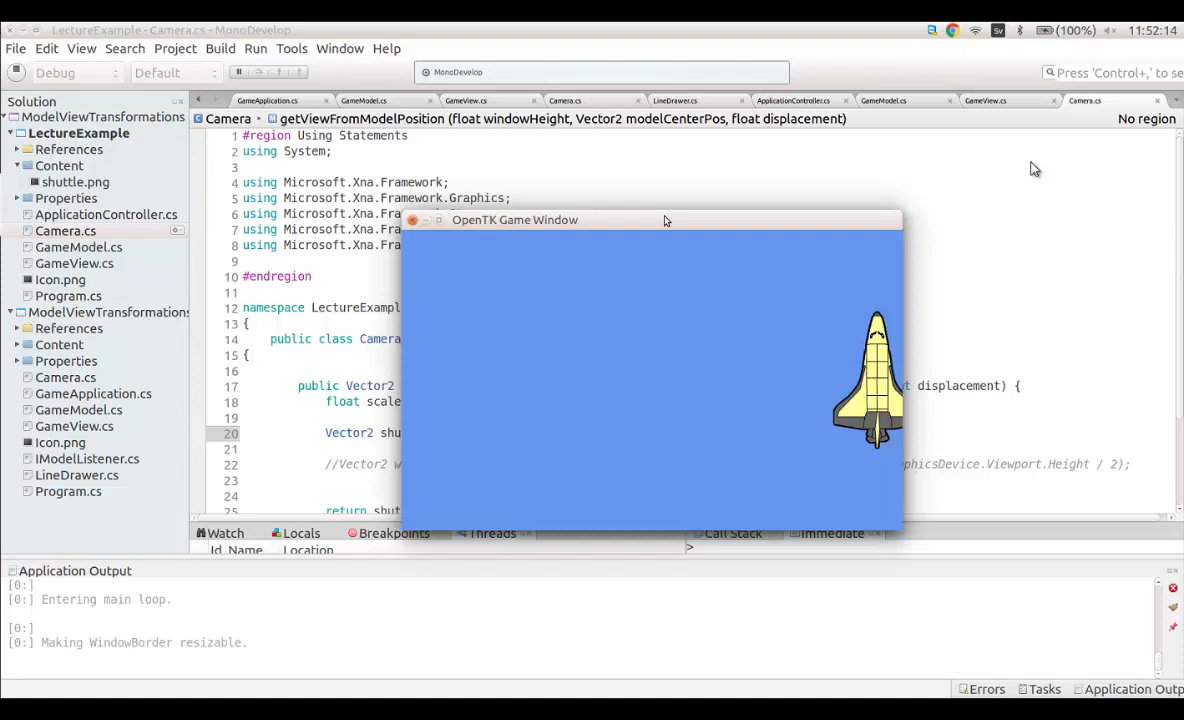 LectureExample - Camera.cs - MonoDevelop
Sv (100%) 11:52:14
File Edit View Search Project Build Run Tools Window Help
Debug Default MonoDevelop Press 'Control+,' to se
Solution
GameApplication.cs GameModel.cs GameView.cs Camera.cs LineDrawer.cs ApplicationController.cs GameModel.cs GameView.cs Camera.cs
Camera getViewFromModelPosition (float windowHeight, Vector2 modelCenterPos, float displacement) No region
ModelViewTransformations
LectureExample
References
Content
shuttle.png
Properties
ApplicationController.cs
Camera.cs
GameModel.cs
GameView.cs
Icon.png
Program.cs
ModelViewTransformations
References
Content
Properties
Camera.cs
GameApplication.cs
GameModel.cs
GameView.cs
Icon.png
IModelListener.cs
LineDrawer.cs
Program.cs
1 #region Using Statements
2 using System;
3
4 using Microsoft.Xna.Framework;
5 using Microsoft.Xna.Framework.Graphics;
6 using Microsoft.Xna.Fra
7 using Microsoft.Xna.Fra
8 using Microsoft.Xna.Fra
9
10 #endregion
11
12 namespace LectureExampl
13 {
14 public class Camera
15 {
16
17 public Vector2 t displacement) {
18 float scale
19
20 Vector2 shu
21
22 //Vector2 w aphicsDevice.Viewport.Height / 2);
23
24
25 return shut
OpenTK Game Window
Watch Locals Breakpoints Threads Call Stack Immediate
Id Name Location >
Application Output
[0:]
[0:] Entering main loop.
[0:]
[0:] Making WindowBorder resizable.
Errors Tasks Application Outp